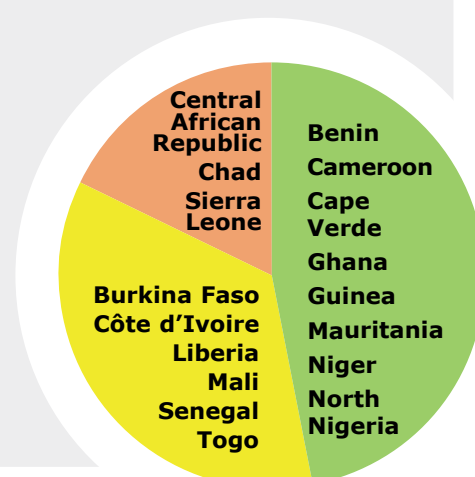 Central
African
Republic
Chad
Sierra
Leone
Benin
Cameroon
Cape
Verde
Ghana
Guinea
Mauritania
Niger
North
Nigeria
Burkina Faso
Côte d’Ivoire
Liberia
Mali
Senegal
Togo